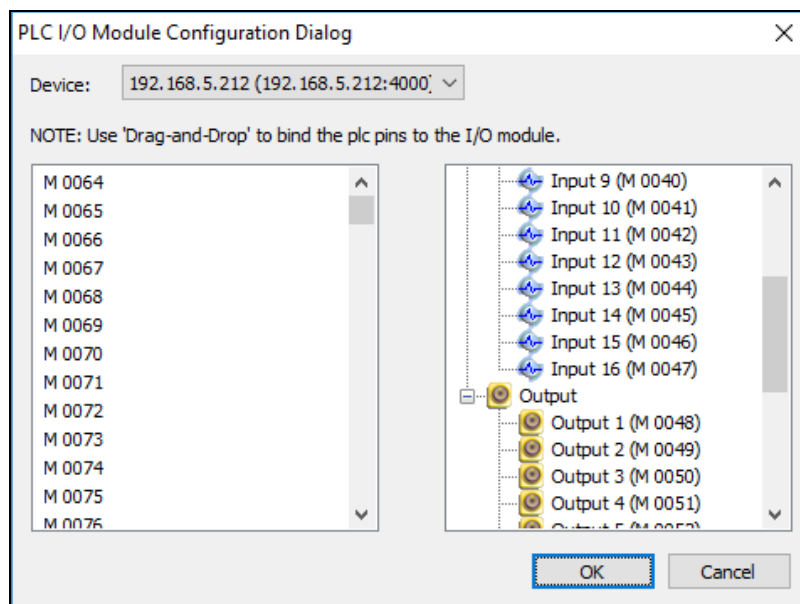 PLC I/O Module Configuration Dialog
Device:
192.168.5.212 (192.168.5.212:4000)
NOTE: Use 'Drag-and-Drop' to bind the plc pins to the I/O module.
M 0064
M 0065
M 0066
M 0067
M 0068
M 0069
M 0070
M 0071
M 0072
M 0073
M 0074
M 0075
M 0076
Input 9 (M 0040)
Input 10 (M 0041)
Input 11 (M 0042)
Input 12 (M 0043)
Input 13 (M 0044)
Input 14 (M 0045)
Input 15 (M 0046)
Input 16 (M 0047)
Output
Output 1 (M 0048)
Output 2 (M 0049)
Output 3 (M 0050)
Output 4 (M 0051)
Output 5 (M 0052)
OK
Cancel